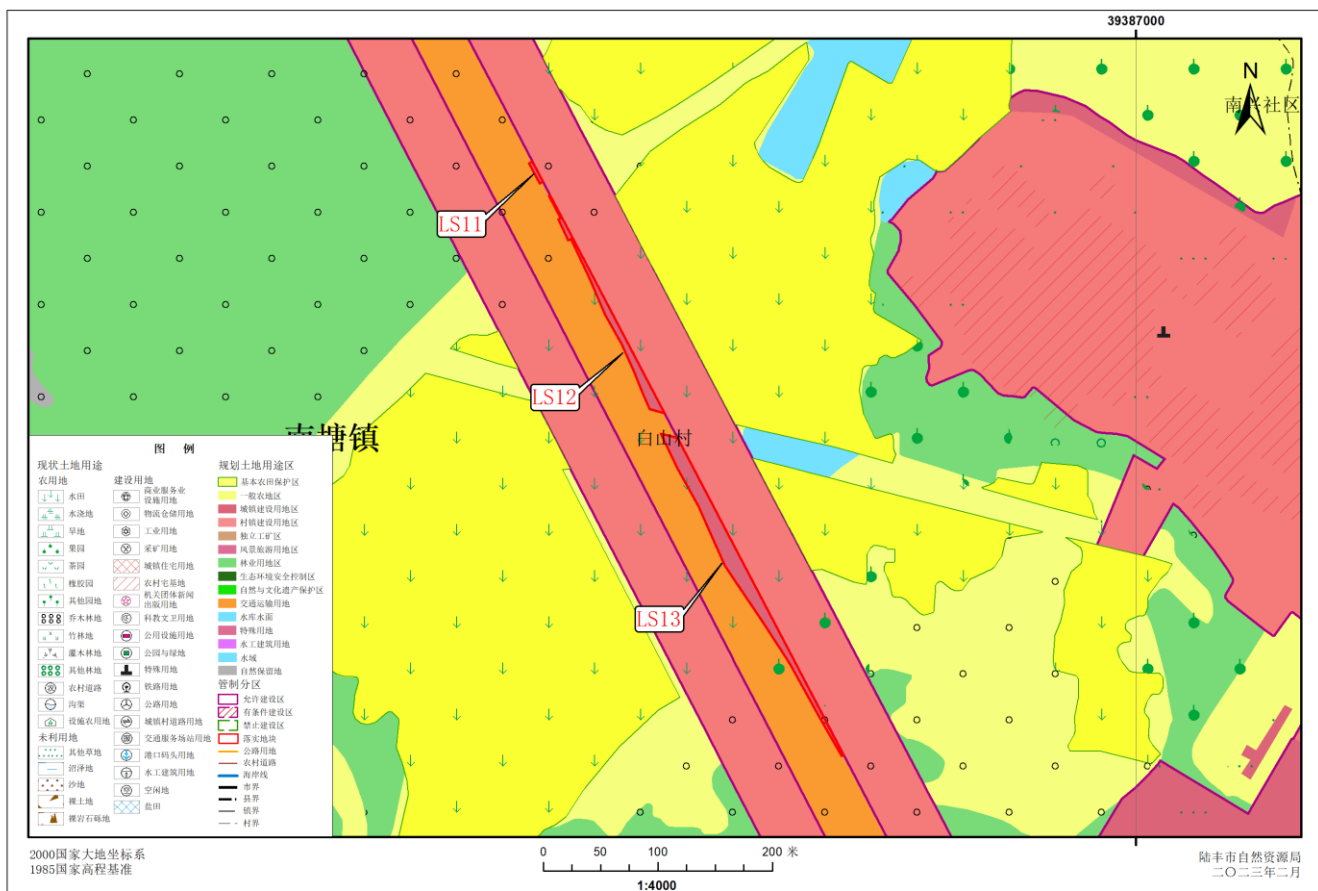 39387000
N
南兴社区
LS11
LS12
白山村
LS13
南塘镇
图 例
现状土地用途
农用地
水田
水浇地
旱地
果园
茶园
橡胶园
其他园地
乔木林地
竹林地
灌木林地
其他林地
农村道路
沟渠
设施农用地
未利用地
其他草地
沼泽地
沙地
裸土地
裸岩石砾地
建设用地
商业服务业
设施用地
物流仓储用地
工业用地
采矿用地
城镇住宅用地
农村宅基地
机关团体新闻
出版用地
科教文卫用地
公用设施用地
公园与绿地
特殊用地
铁路用地
公路用地
城镇村道路用地
交通服务场站用地
港口码头用地
水工建筑用地
空闲地
盐田
规划土地用途区
基本农田保护区
一般农地区
城镇建设用地区
村镇建设用地区
独立工矿区
风景旅游用地区
林业用地区
生态环境安全控制区
自然与文化遗产保护区
交通运输用地
水库水面
特殊用地
水工建筑用地
水域
自然保留地
管制分区
允许建设区
有条件建设区
禁止建设区
落实地块
公路用地
农村道路
海岸线
市界
县界
镇界
村界
2000国家大地坐标系
1985国家高程基准
0 50 100 200 米
1:4000
陆丰市自然资源局
二〇二三年二月